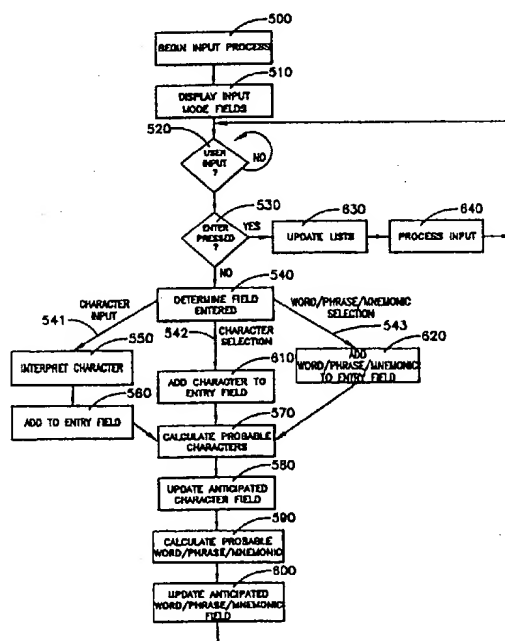 500
BEGIN INPUT PROCESS
510
DISPLAY INPUT
MODE FIELDS
520
USER
INPUT
?
NO
530
ENTER
PRESSED
?
YES
630
UPDATE LISTS
640
PROCESS INPUT
NO
540
DETERMINE FIELD
ENTERED
CHARACTER
INPUT
541
542
CHARACTER
SELECTION
WORD/PHRASE/MNEMONIC
SELECTION
543
550
INTERPRET CHARACTER
560
ADD TO ENTRY FIELD
610
ADD CHARACTER TO
ENTRY FIELD
620
ADD
WORD/PHRASE/MNEMONIC
TO ENTRY FIELD
570
CALCULATE PROBABLE
CHARACTERS
580
UPDATE ANTICIPATED
CHARACTER FIELD
590
CALCULATE PROBABLE
WORD/PHRASE/MNEMONIC
600
UPDATE ANTICIPATED
WORD/PHRASE/MNEMONIC
FIELD